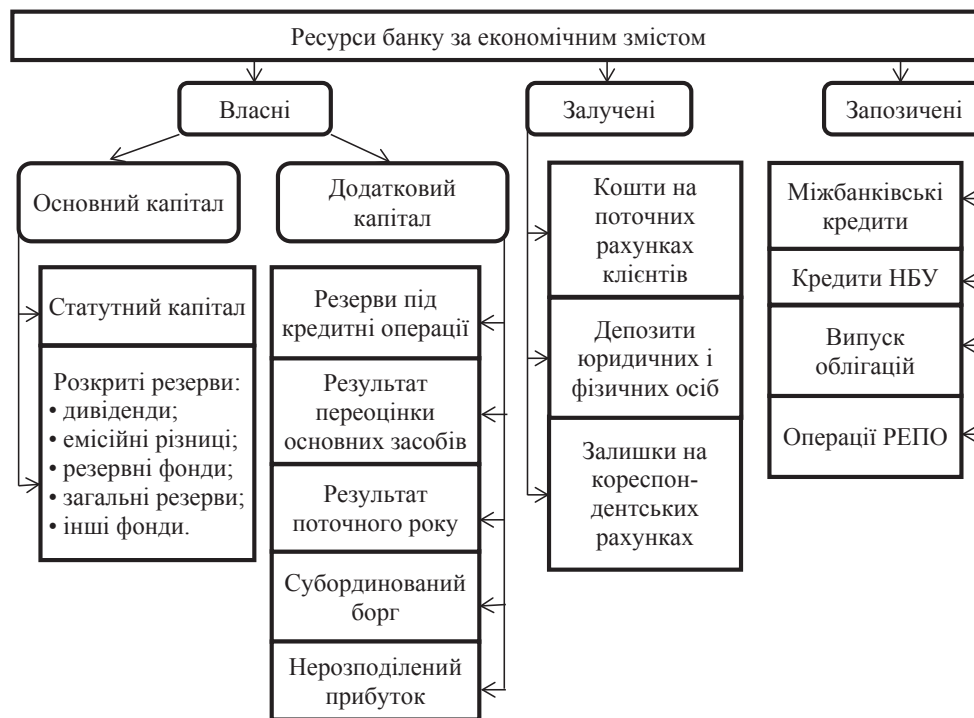 Ресурси банку за економічним змістом
Власні
Залучені
Запозичені
Основний капітал
Додатковий
капітал
Статутний капітал
Розкриті резерви:
• дивіденди;
• емісійні різниці;
• резервні фонди;
• загальні резерви;
• інші фонди.
Резерви під
кредитні операції
Результат
переоцінки
основних засобів
Результат
поточного року
Субординований
борг
Нерозподілений
прибуток
Кошти на
поточних
рахунках
клієнтів
Депозити
юридичних і
фізичних осіб
Залишки на
кореспон-
дентських
рахунках
Міжбанківські
кредити
Кредити НБУ
Випуск
облігацій
Операції РЕПО